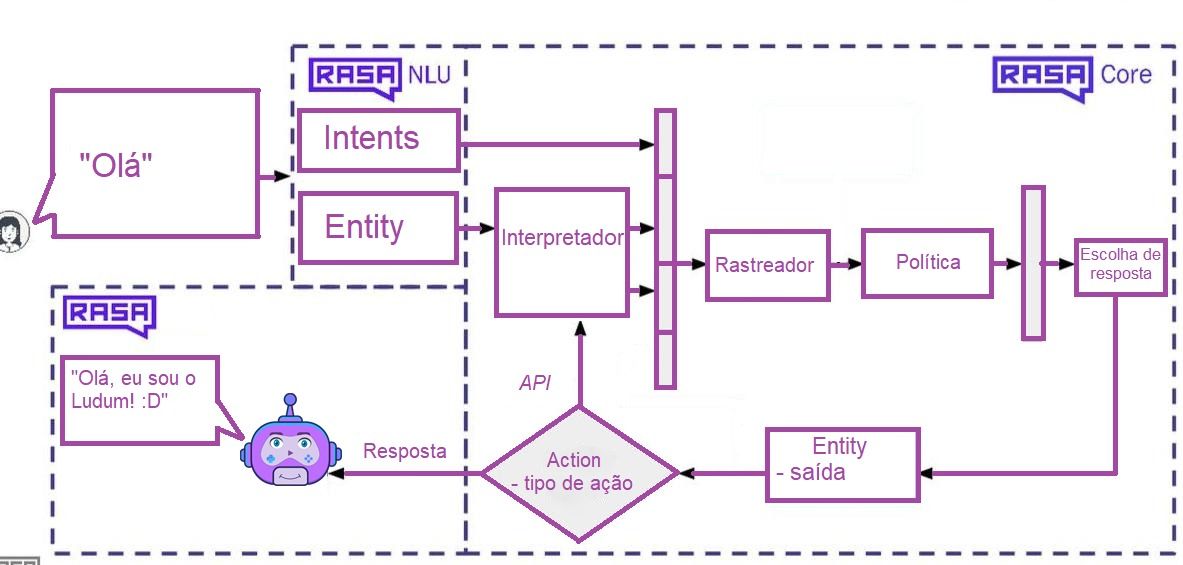 RASA NLU
RASA Core
"Olá"
Intents
Entity
Interpretador
Rastreador
Política
Escolha de
resposta
RASA
"Olá, eu sou o
Ludum! :D"
API
Resposta
Action
- tipo de ação
Entity
- saída